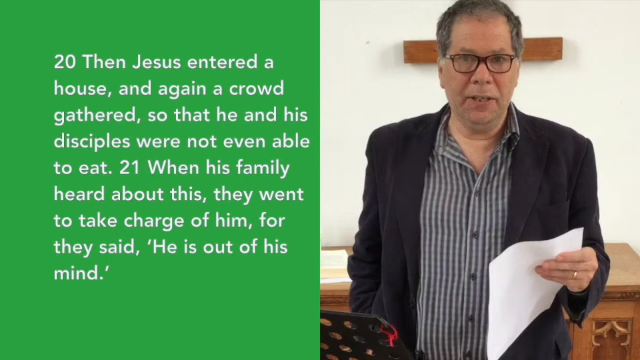 20 Then Jesus entered a
house, and again a crowd
gathered, so that he and his
disciples were not even able
to eat. 21 When his family
heard about this, they went
to take charge of him, for
they said, ‘He is out of his
mind.’